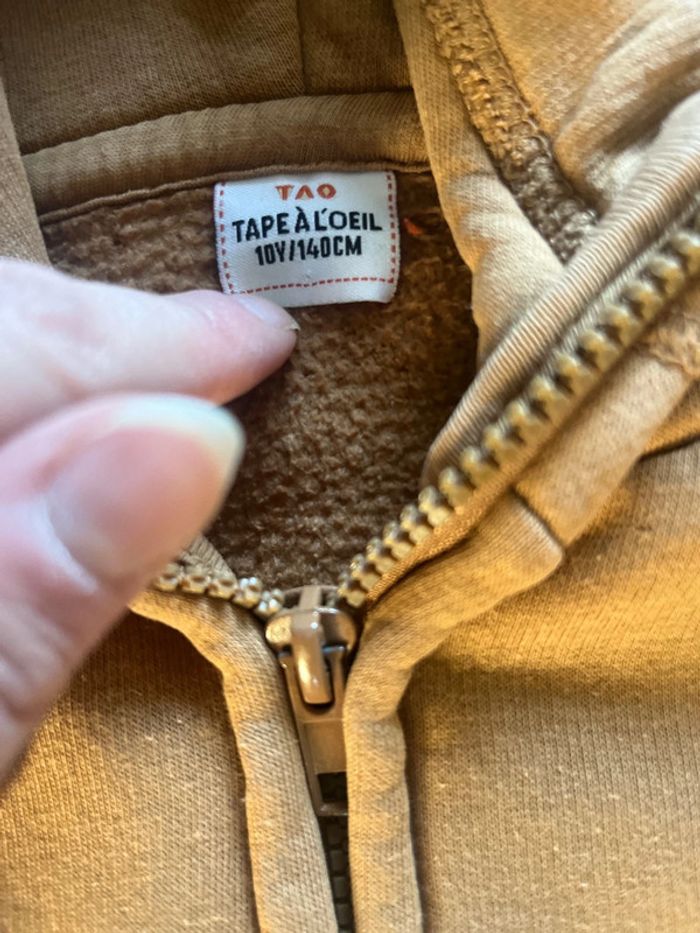 TAO
TAPE À L'OEIL
10Y/140CM